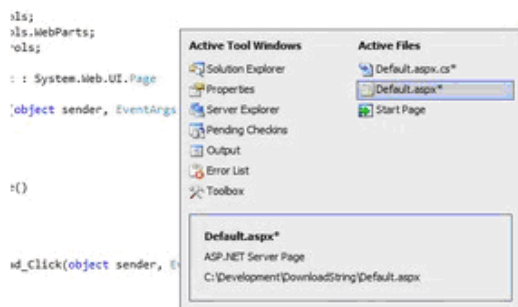 ols;
ols.WebParts;
rols;
: System.Web.UI.Page
(object sender, EventArgs
e()
ad_Click(object sender, E
Active Tool Windows
Solution Explorer
Properties
Server Explorer
Pending Checkins
Output
Error List
Toolbox
Active Files
Default.aspx.cs*
Default.aspx*
Start Page
Default.aspx*
ASP.NET Server Page
C:\Development\DownloadString\Default.aspx